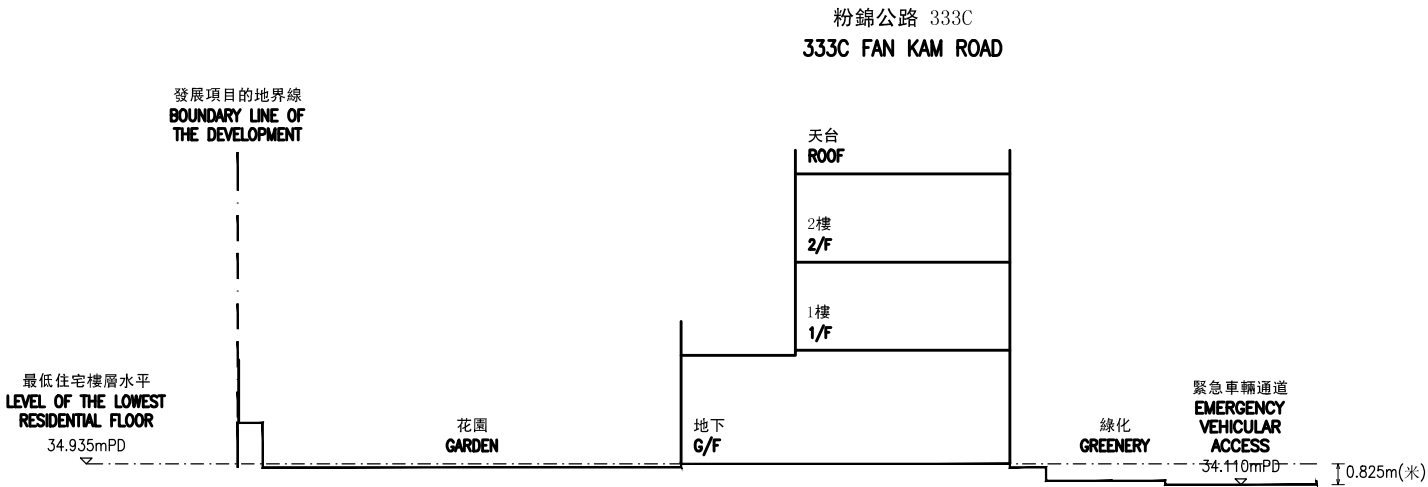 粉錦公路 333C
333C FAN KAM ROAD
發展項目的地界線
BOUNDARY LINE OF
THE DEVELOPMENT
天台
ROOF
2樓
2/F
1樓
1/F
最低住宅樓層水平
LEVEL OF THE LOWEST
RESIDENTIAL FLOOR
34.935mPD
花園
GARDEN
地下
G/F
綠化
GREENERY
緊急車輛通道
EMERGENCY
VEHICULAR
ACCESS
34.110mPD
0.825m(米)